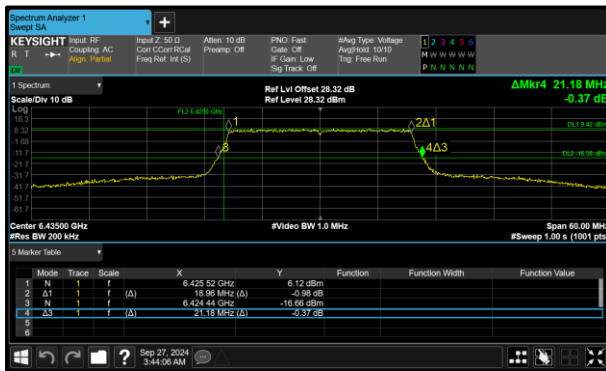 Spectrum Analyzer 1
Swept SA
KEYSIGHT Input: RF Input Z: 50 Ω Atten: 10 dB PNO: Fast #Avg Type: Voltage 1 2 3 4 5 6
R T Coupling: AC Corr CCorr RCal Preamp: Off Gate: Off Avg|Hold: 10/10 M W W W W W
Align: Partial Freq Ref: Int (S) IF Gain: Low Trig: Free Run P N N N N N
Sig Track: Off
1 Spectrum Ref Lvl Offset 28.32 dB ΔMkr4 21.18 MHz
Scale/Div 10 dB Ref Level 28.32 dBm -0.37 dB
Log
18.3 FL2 6.4250 GHz
1 2Δ1
8.32 DL1 9.42 dBm
-1.68
3 4Δ3
-11.7 DL2 -16.58 dBm
-21.7
-31.7
-41.7
-51.7
-61.7
Center 6.43500 GHz #Video BW 1.0 MHz Span 60.00 MHz
#Res BW 200 kHz #Sweep 1.00 s (1001 pts)
5 Marker Table
Mode Trace Scale X Y Function Function Width Function Value
1 N 1 f 6.425 52 GHz 6.12 dBm
2 Δ1 1 f (Δ) 18.96 MHz (Δ) -0.98 dB
3 N 1 f 6.424 44 GHz -16.66 dBm
4 Δ3 1 f (Δ) 21.18 MHz (Δ) -0.37 dB
5
6
? Sep 27, 2024
3:44:06 AM